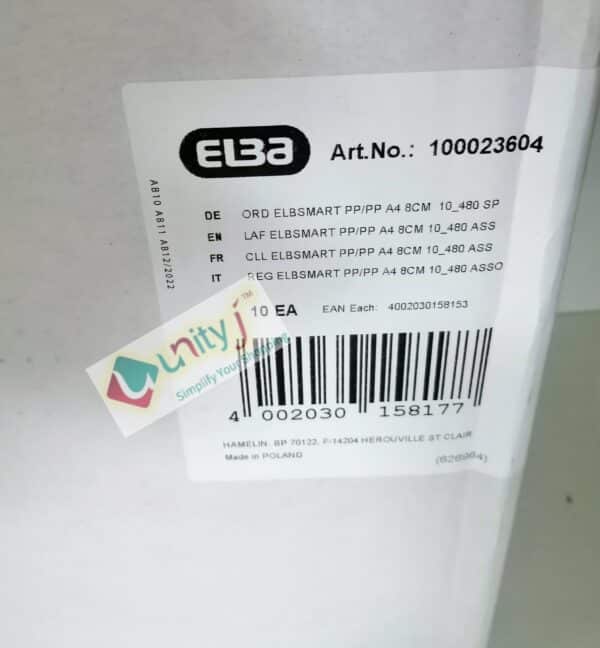 ELBA
Art.No.: 100023604
DE ORD ELBSMART PP/PP A4 8CM 10_480 SP
EN LAF ELBSMART PP/PP A4 8CM 10_480 ASS
FR CLL ELBSMART PP/PP A4 8CM 10_480 ASS
IT REG ELBSMART PP/PP A4 8CM 10_480 ASSO
10 EA EAN Each: 4002030158153
4 002030 158177
HAMELIN. BP 70122, F-14204 HEROUVILLE ST CLAIR
Made in POLAND (626964)
AB10 AB11 AB12/2022
unityj™
Simplify Your Shopping